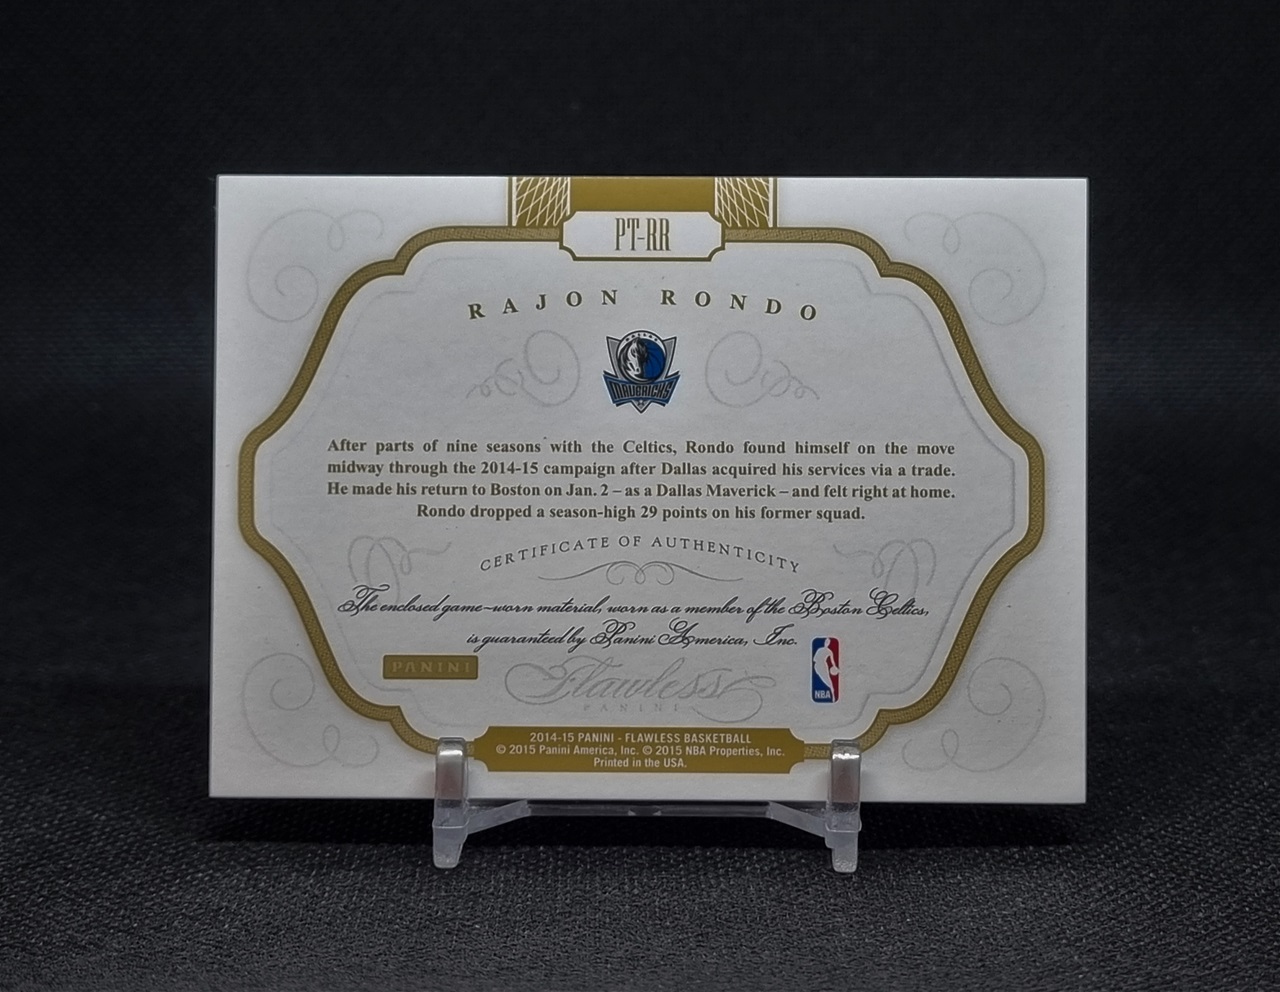 PT-RR
RAJON RONDO
MAVERICKS
After parts of nine seasons with the Celtics, Rondo found himself on the move
midway through the 2014-15 campaign after Dallas acquired his services via a trade.
He made his return to Boston on Jan. 2 – as a Dallas Maverick – and felt right at home.
Rondo dropped a season-high 29 points on his former squad.
CERTIFICATE OF AUTHENTICITY
The enclosed game-worn material, worn as a member of the Boston Celtics,
is guaranteed by Panini America, Inc.
PANINI
Flawless
PANINI
NBA
2014-15 PANINI - FLAWLESS BASKETBALL
© 2015 Panini America, Inc. © 2015 NBA Properties, Inc.
Printed in the USA.